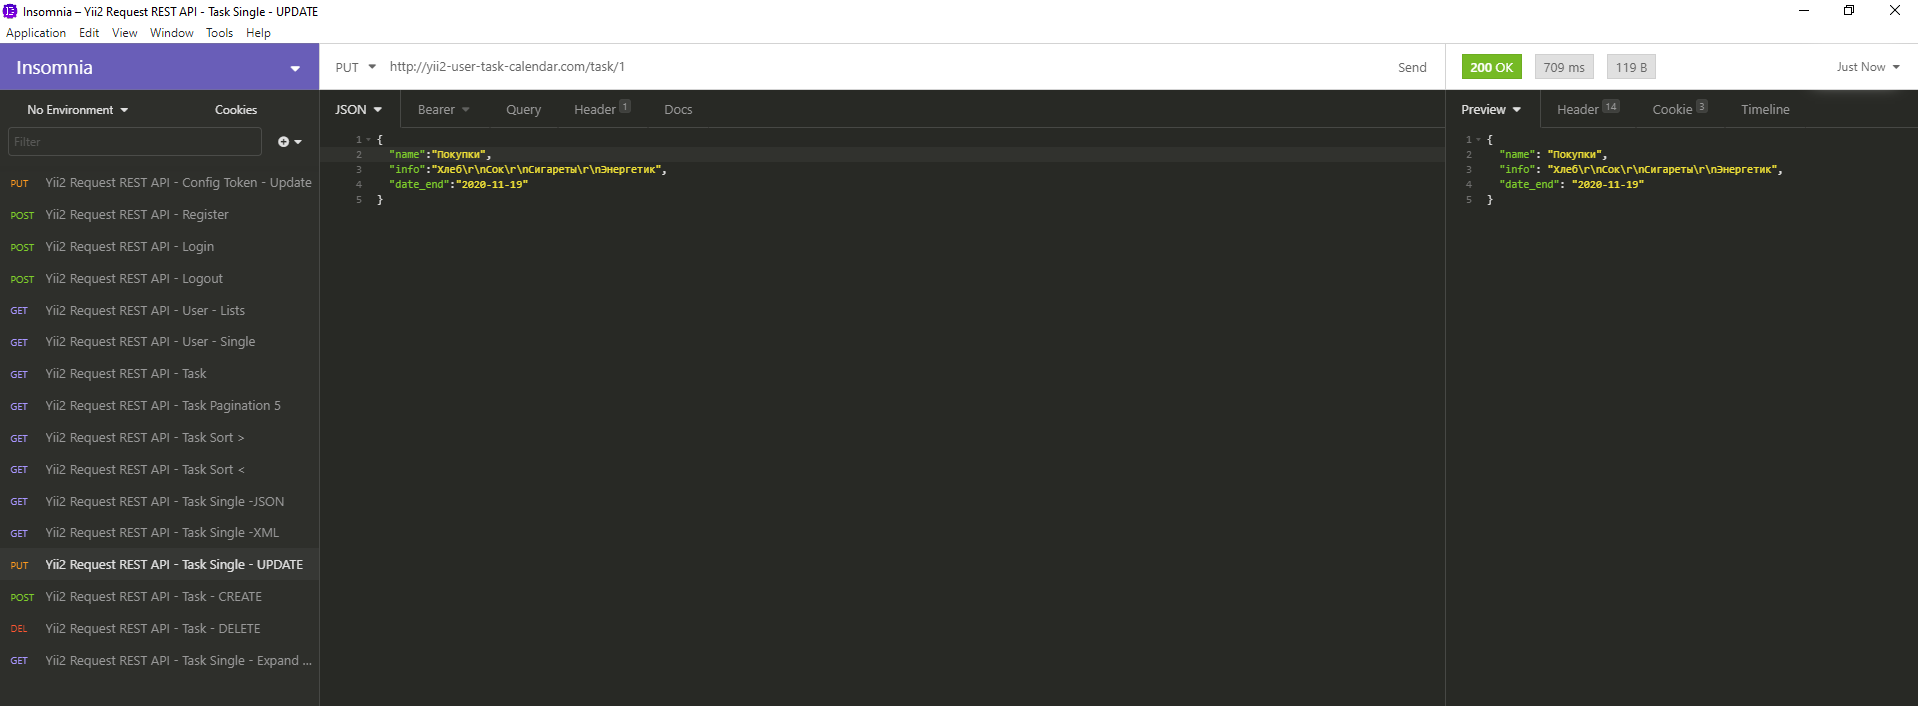 Insomnia – Yii2 Request REST API - Task Single - UPDATE
Application Edit View Window Tools Help
Insomnia
PUT http://yii2-user-task-calendar.com/task/1 Send
200 OK 709 ms 119 B Just Now
No Environment Cookies
JSON Bearer Query Header 1 Docs
Preview Header 14 Cookie 3 Timeline
Filter
PUT Yii2 Request REST API - Config Token - Update
POST Yii2 Request REST API - Register
POST Yii2 Request REST API - Login
POST Yii2 Request REST API - Logout
GET Yii2 Request REST API - User - Lists
GET Yii2 Request REST API - User - Single
GET Yii2 Request REST API - Task
GET Yii2 Request REST API - Task Pagination 5
GET Yii2 Request REST API - Task Sort >
GET Yii2 Request REST API - Task Sort <
GET Yii2 Request REST API - Task Single -JSON
GET Yii2 Request REST API - Task Single -XML
PUT Yii2 Request REST API - Task Single - UPDATE
POST Yii2 Request REST API - Task - CREATE
DEL Yii2 Request REST API - Task - DELETE
GET Yii2 Request REST API - Task Single - Expand ...
1 {
2 "name":"Покупки",
3 "info":"Хлеб\r\nСок\r\nСигареты\r\nЭнергетик",
4 "date_end":"2020-11-19"
5 }
1 {
2 "name": "Покупки",
3 "info": "Хлеб\r\nСок\r\nСигареты\r\nЭнергетик",
4 "date_end": "2020-11-19"
5 }